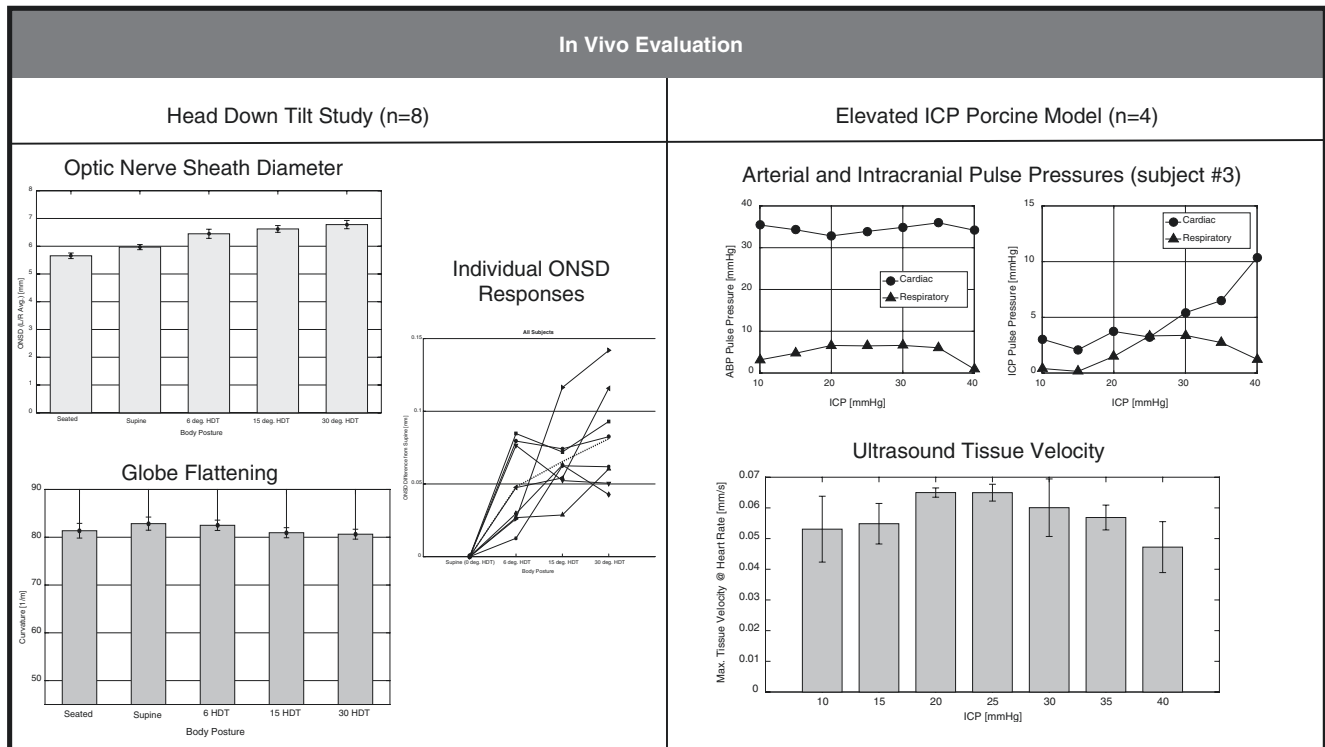 In Vivo Evaluation
Head Down Tilt Study (n=8)
Elevated ICP Porcine Model (n=4)
Optic Nerve Sheath Diameter
8
7
6
5
4
3
2
1
0
ONSD (L/R Avg.) [mm]
Seated Supine 6 deg. HDT 15 deg. HDT 30 deg. HDT
Body Posture
Globe Flattening
90
80
70
60
50
Curvature [1/m]
Seated Supine 6 HDT 15 HDT 30 HDT
Body Posture
Individual ONSD
Responses
All Subjects
0.15
0.1
0.05
0
ONSD Difference from Supine [mm]
Supine (0 deg. HDT) 6 deg. HDT 15 deg. HDT 30 deg. HDT
Body Posture
Arterial and Intracranial Pulse Pressures (subject #3)
40
30
20
10
0
ABP Pulse Pressure [mmHg]
Cardiac
Respiratory
10 20 30 40
ICP [mmHg]
15
10
5
0
ICP Pulse Pressure [mmHg]
Cardiac
Respiratory
10 20 30 40
ICP [mmHg]
Ultrasound Tissue Velocity
0.07
0.06
0.05
0.04
0.03
0.02
0.01
0
Max. Tissue Velocity @ Heart Rate [mm/s]
10 15 20 25 30 35 40
ICP [mmHg]